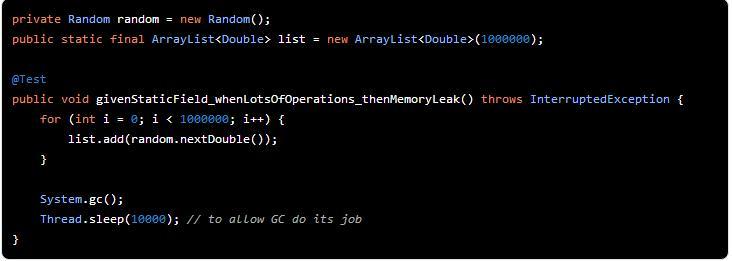 private Random random = new Random();
public static final ArrayList<Double> list = new ArrayList<Double>(1000000);
@Test
public void givenStaticField_whenLotsOfOperations_thenMemoryLeak() throws InterruptedException {
    for (int i = 0; i < 1000000; i++) {
        list.add(random.nextDouble());
    }
    System.gc();
    Thread.sleep(10000); // to allow GC do its job
}